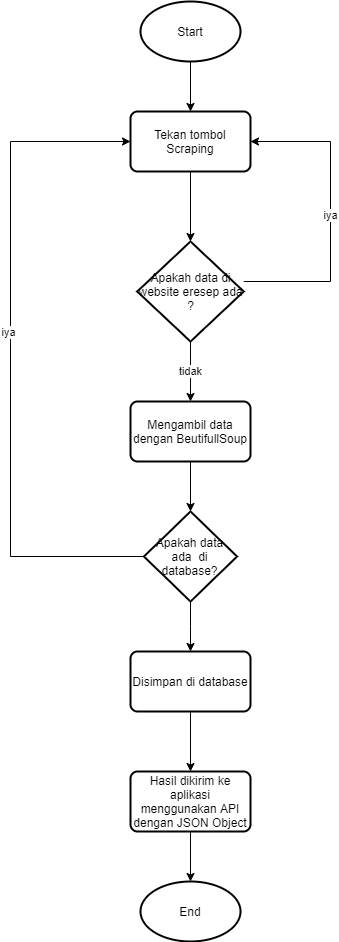 Start
Tekan tombol
Scraping
iya
Apakah data di
website eresep ada
?
iya
tidak
Mengambil data
dengan BeutifullSoup
Apakah data
ada di
database?
Disimpan di database
Hasil dikirim ke
aplikasi
menggunakan API
dengan JSON Object
End